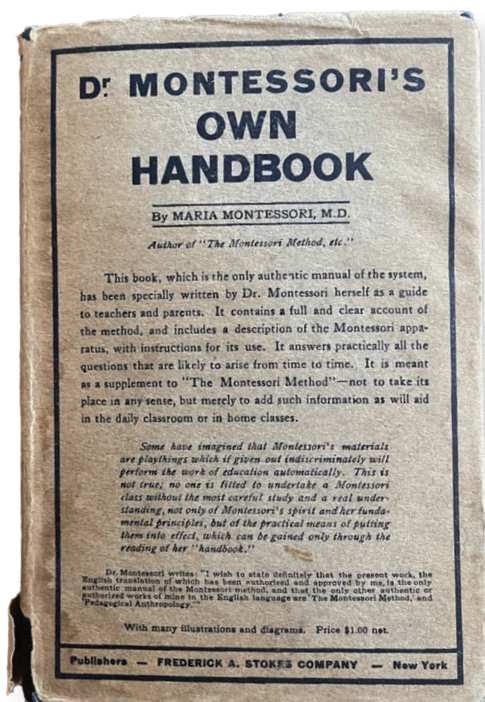 Dr. MONTESSORI'S
OWN
HANDBOOK
By MARIA MONTESSORI, M.D.
Author of "The Montessori Method, etc."
This book, which is the only authentic manual of the system,
has been specially written by Dr. Montessori herself as a guide
to teachers and parents. It contains a full and clear account of
the method, and includes a description of the Montessori appa-
ratus, with instructions for its use. It answers practically all the
questions that are likely to arise from time to time. It is meant
as a supplement to "The Montessori Method"—not to take its
place in any sense, but merely to add such information as will aid
in the daily classroom or in home classes.
Some have imagined that Montessori's materials
are playthings which if given out indiscriminately will
perform the work of education automatically. This is
not true; no one is fitted to undertake a Montessori
class without the most careful study and a real under-
standing, not only of Montessori's spirit and her funda-
mental principles, but of the practical means of putting
them into effect, which can be gained only through the
reading of her "handbook."
Dr. Montessori writes: "I wish to state definitely that the present work, the
English translation of which has been authorized and approved by me, is the only
authentic manual of the Montessori method, and that the only other authentic or
authorized works of mine in the English language are 'The Montessori Method,' and
'Pedagogical Anthropology.'"
With many illustrations and diagrams. Price $1.00 net.
Publishers — FREDERICK A. STOKES COMPANY — New York